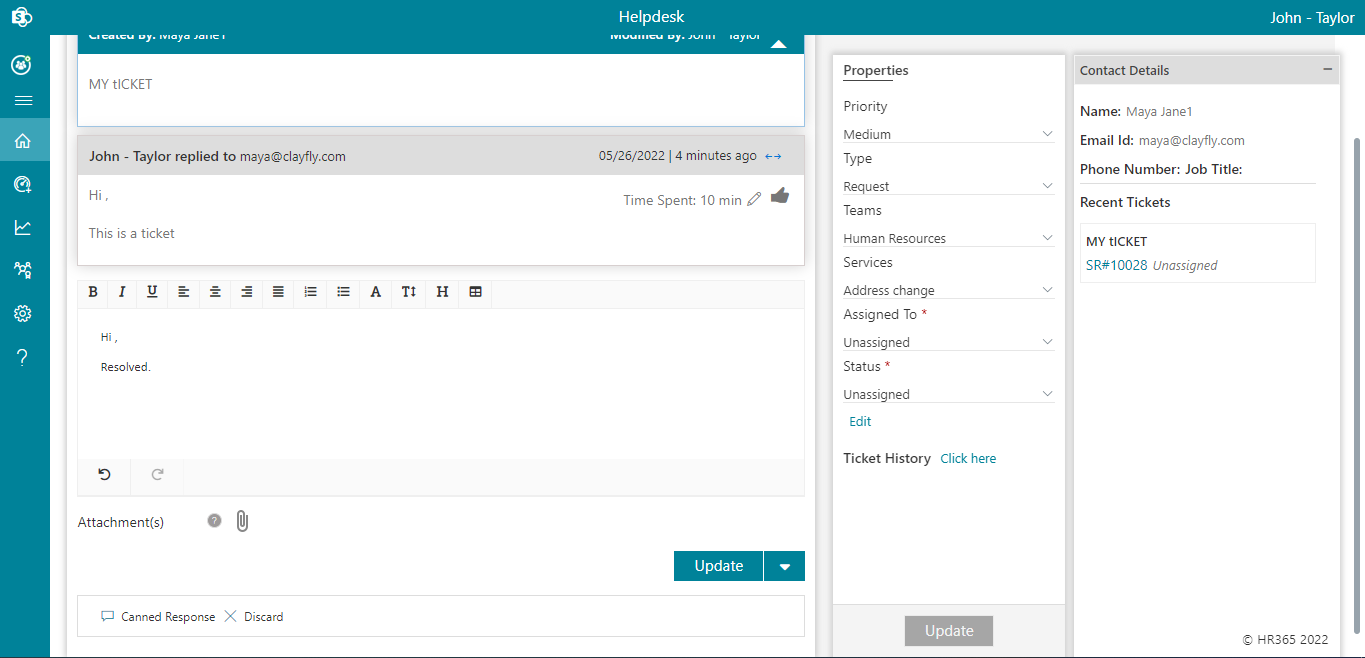 Helpdesk
John - Taylor
Created By: Maya Jane1
Modified By: John - Taylor
MY tICKET
John - Taylor replied to maya@clayfly.com
05/26/2022 | 4 minutes ago
Hi ,
Time Spent: 10 min
This is a ticket
B I U A T H
Hi ,
Resolved.
Attachment(s) ?
Update
Canned Response Discard
Properties
Priority
Medium
Type
Request
Teams
Human Resources
Services
Address change
Assigned To *
Unassigned
Status *
Unassigned
Edit
Ticket History Click here
Update
Contact Details
Name: Maya Jane1
Email Id: maya@clayfly.com
Phone Number: Job Title:
Recent Tickets
MY tICKET
SR#10028 Unassigned
© HR365 2022